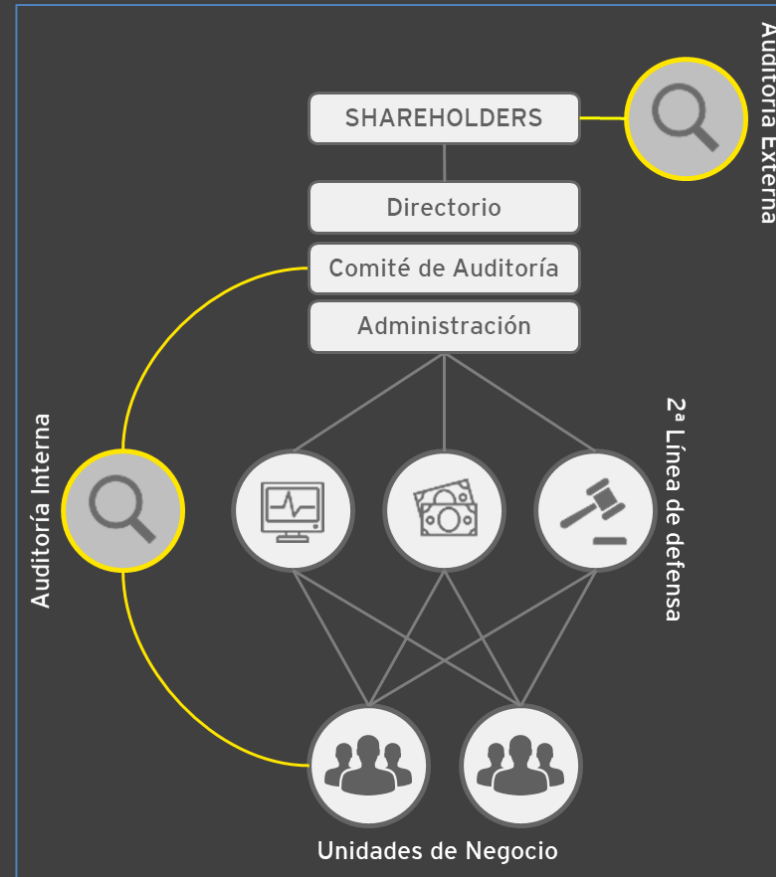 Auditoría Externa
SHAREHOLDERS
Directorio
Comité de Auditoría
Administración
2ª Línea de defensa
Auditoría Interna
Unidades de Negocio